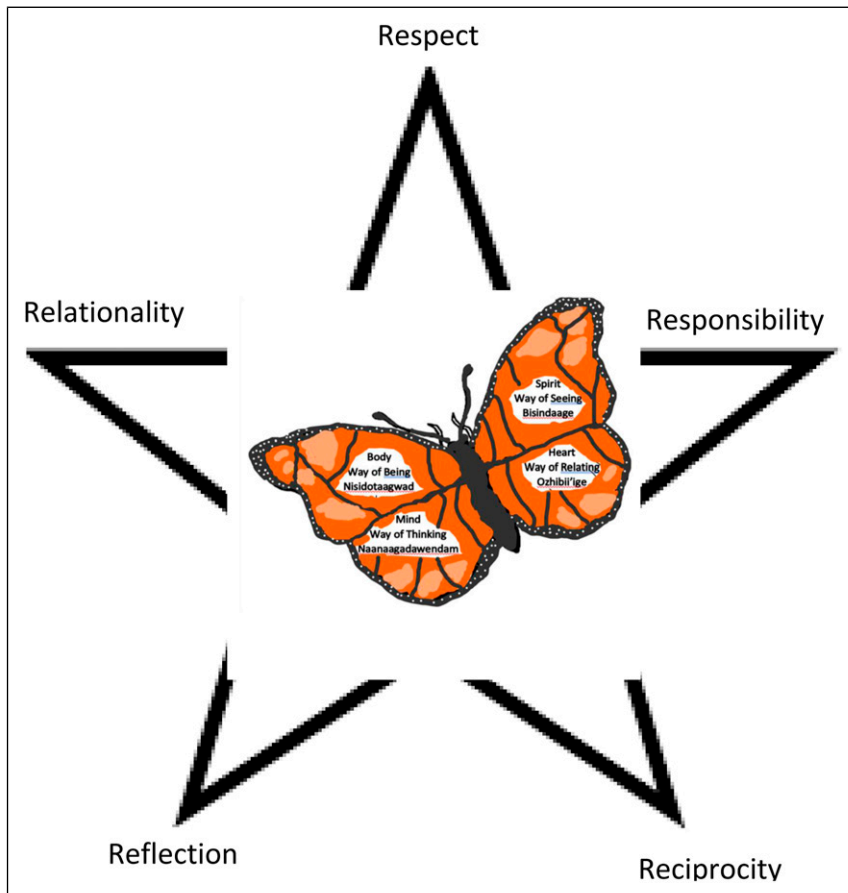 Respect
Relationality
Responsibility
Spirit
Way of Seeing
Bisindaage
Heart
Way of Relating
Ozhibii'ige
Body
Way of Being
Nisidotaagwad
Mind
Way of Thinking
Naanaagadawendam
Reflection
Reciprocity